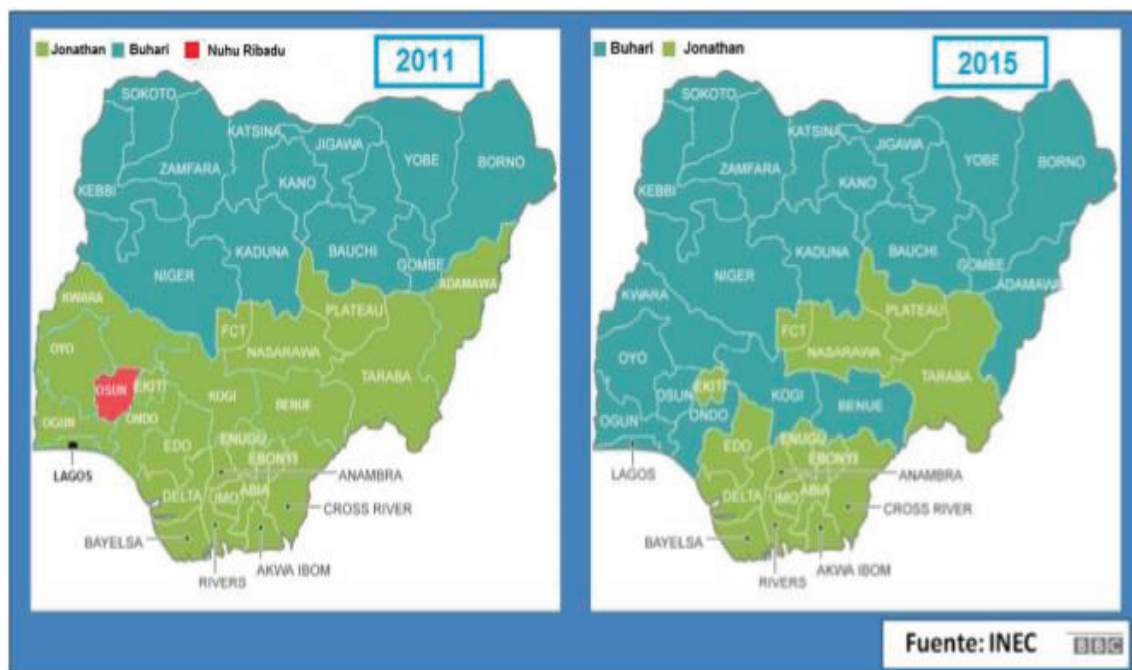 Jonathan Buhari Nuhu Ribadu
2011
SOKOTO
KATSINA
JIGAWA
YOBE
BORNO
ZAMFARA
KANO
KEBBI
KADUNA
BAUCHI
GOMBE
NIGER
ADAMAWA
KWARA
PLATEAU
FCT
OYO
NASARAWA
TARABA
OSUN
EKITI
KOGI
BENUE
OGUN
ONDO
EDO
ENUGU
EBONYI
LAGOS
ANAMBRA
DELTA
IMO
ABIA
CROSS RIVER
BAYELSA
AKWA IBOM
RIVERS
Buhari Jonathan
2015
SOKOTO
KATSINA
JIGAWA
YOBE
BORNO
ZAMFARA
KANO
KEBBI
KADUNA
BAUCHI
GOMBE
NIGER
ADAMAWA
KWARA
PLATEAU
FCT
OYO
NASARAWA
TARABA
OSUN
EKITI
KOGI
BENUE
OGUN
ONDO
EDO
ENUGU
EBONYI
LAGOS
ANAMBRA
DELTA
IMO
ABIA
CROSS RIVER
BAYELSA
AKWA IBOM
RIVERS
Fuente: INEC BBC